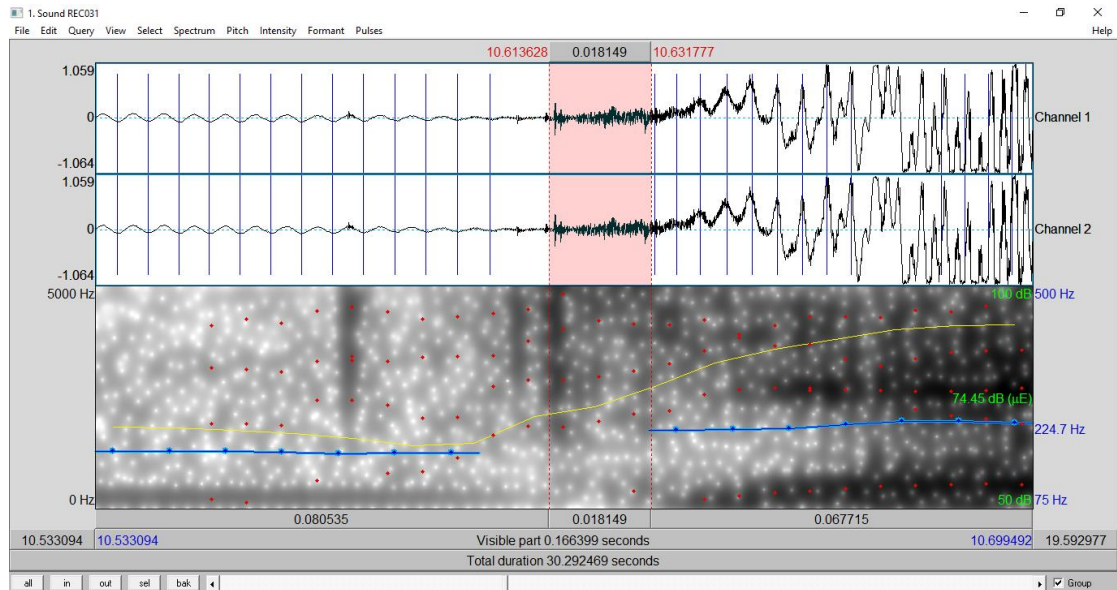 1. Sound REC031
File Edit Query View Select Spectrum Pitch Intensity Formant Pulses Help
10.613628 0.018149 10.631777
1.059
0
-1.064
Channel 1
1.059
0
-1.064
Channel 2
5000 Hz 100 dB 500 Hz
74.45 dB (µE)
224.7 Hz
0 Hz 50 dB 75 Hz
0.080535 0.018149 0.067715
10.533094 10.533094 Visible part 0.166399 seconds 10.699492 19.592977
Total duration 30.292469 seconds
all in out sel bak Group